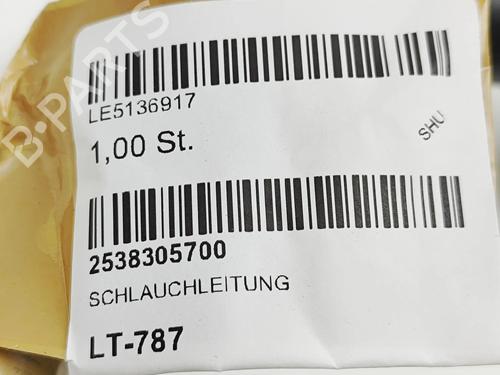 B-PARTS
LE5136917
1,00 St.
SHU
2538305700
SCHLAUCHLEITUNG
LT-787